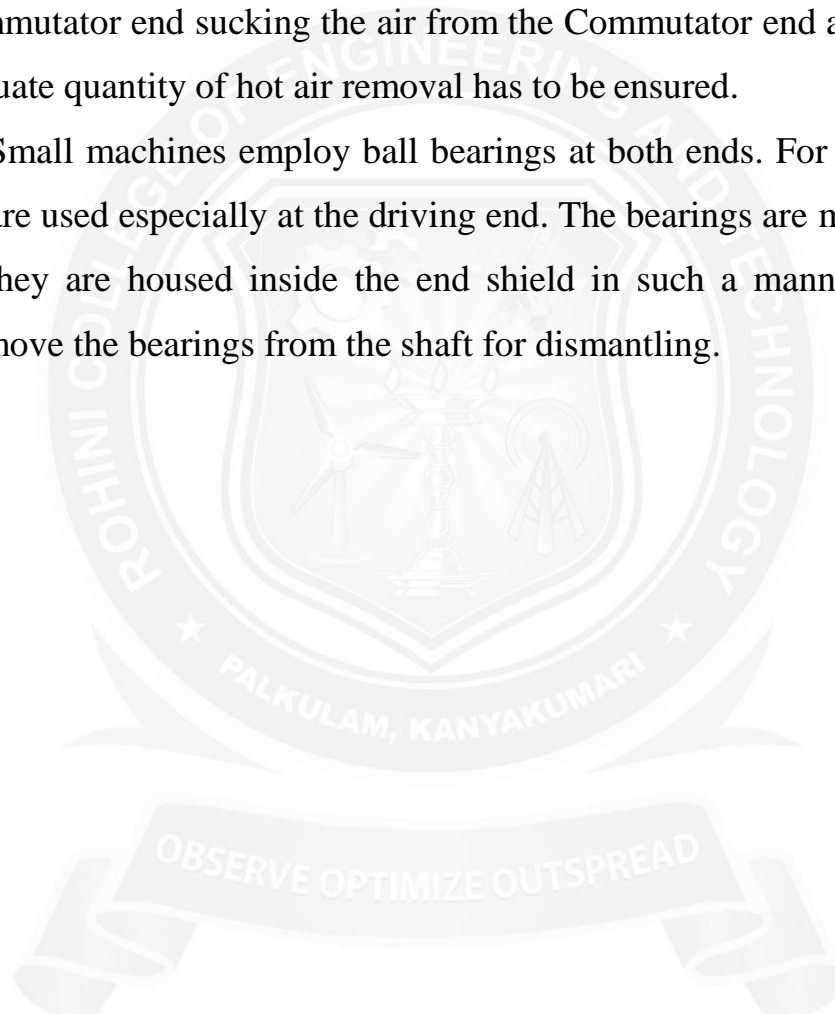 nmutator end sucking the air from the Commutator end a
uate quantity of hot air removal has to be ensured.
Small machines employ ball bearings at both ends. For
are used especially at the driving end. The bearings are m
hey are housed inside the end shield in such a mann
nove the bearings from the shaft for dismantling.
ROHINI COLLEGE OF ENGINEERING AND TECHNOLOGY
PALKULAM, KANYAKUMARI
OBSERVE OPTIMIZE OUTSPREAD